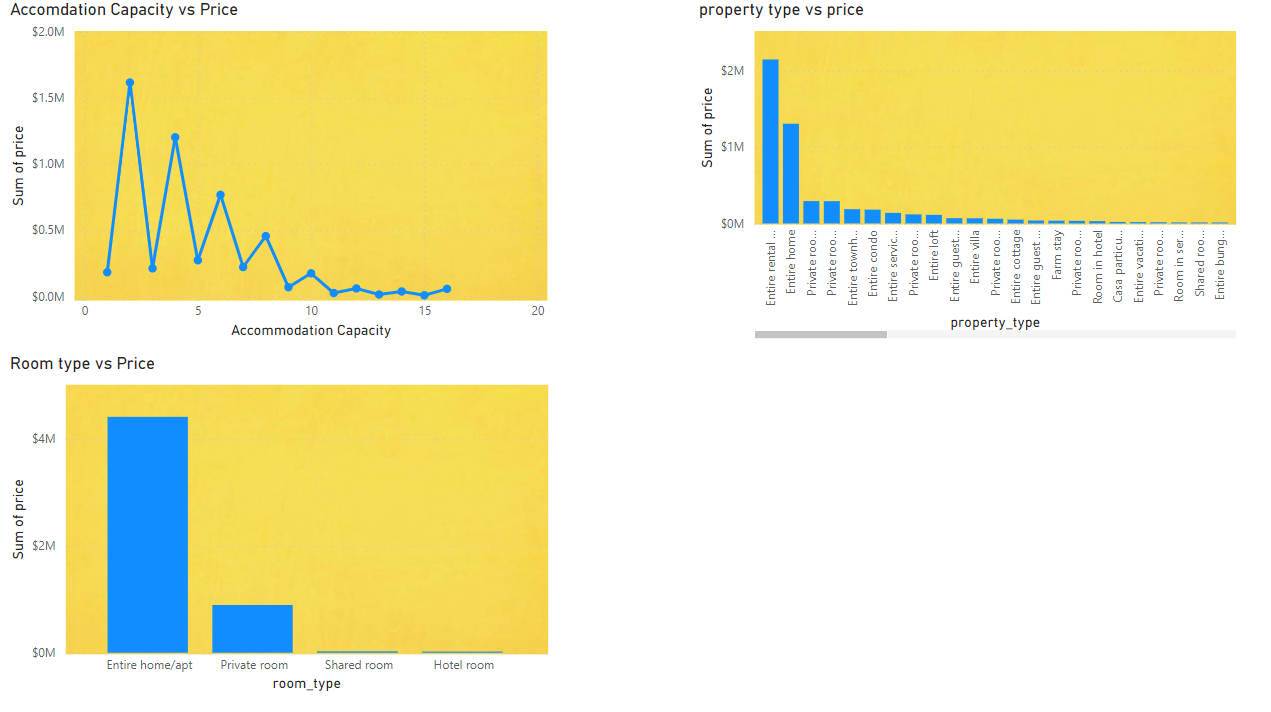 Accomdation Capacity vs Price
$2.0M
$1.5M
$1.0M
$0.5M
$0.0M
Sum of price
0
5
10
15
20
Accommodation Capacity
property type vs price
$2M
$1M
$0M
Sum of price
Entire rental ...
Entire home
Private roo...
Private roo...
Entire townh...
Entire condo
Entire servic...
Private roo...
Entire loft
Entire guest...
Entire villa
Private roo...
Entire cottage
Entire guest ...
Farm stay
Private roo...
Room in hotel
Casa particu...
Entire vacati...
Private roo...
Room in ser...
Shared roo...
Entire bung...
property_type
Room type vs Price
$4M
$2M
$0M
Sum of price
Entire home/apt
Private room
Shared room
Hotel room
room_type